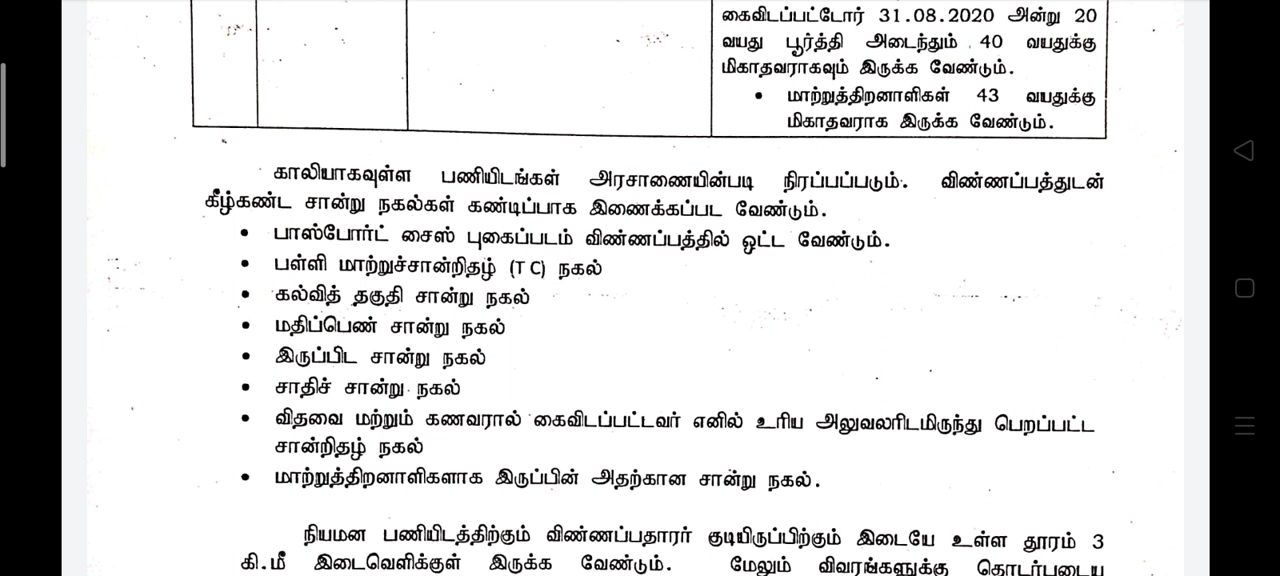 கைவிடப்பட்டோர் 31.08.2020 அன்று 20
வயது பூர்த்தி அடைந்தும் 40 வயதுக்கு
மிகாதவராகவும் இருக்க வேண்டும்.
• மாற்றுத்திறனாளிகள் 43 வயதுக்கு
மிகாதவராக இருக்க வேண்டும்.
காலியாகவுள்ள பணியிடங்கள் அரசாணையின்படி நிரப்பப்படும். விண்ணப்பத்துடன்
கீழ்கண்ட சான்று நகல்கள் கண்டிப்பாக இணைக்கப்பட வேண்டும்.
• பாஸ்போர்ட் சைஸ் புகைப்படம் விண்ணப்பத்தில் ஒட்ட வேண்டும்.
• பள்ளி மாற்றுச்சான்றிதழ் (T C) நகல்
• கல்வித் தகுதி சான்று நகல்
• மதிப்பெண் சான்று நகல்
• இருப்பிட சான்று நகல்
• சாதிச் சான்று நகல்
• விதவை மற்றும் கணவரால் கைவிடப்பட்டவர் எனில் உரிய அலுவலரிடமிருந்து பெறப்பட்ட
சான்றிதழ் நகல்
• மாற்றுத்திறனாளிகளாக இருப்பின் அதற்கான சான்று நகல்.
நியமன பணியிடத்திற்கும் விண்ணப்பதாரர் குடியிருப்பிற்கும் இடையே உள்ள தூரம் 3
கி.மீ இடைவெளிக்குள் இருக்க வேண்டும். மேலும் விவரங்களுக்கு தொடர்புடைய